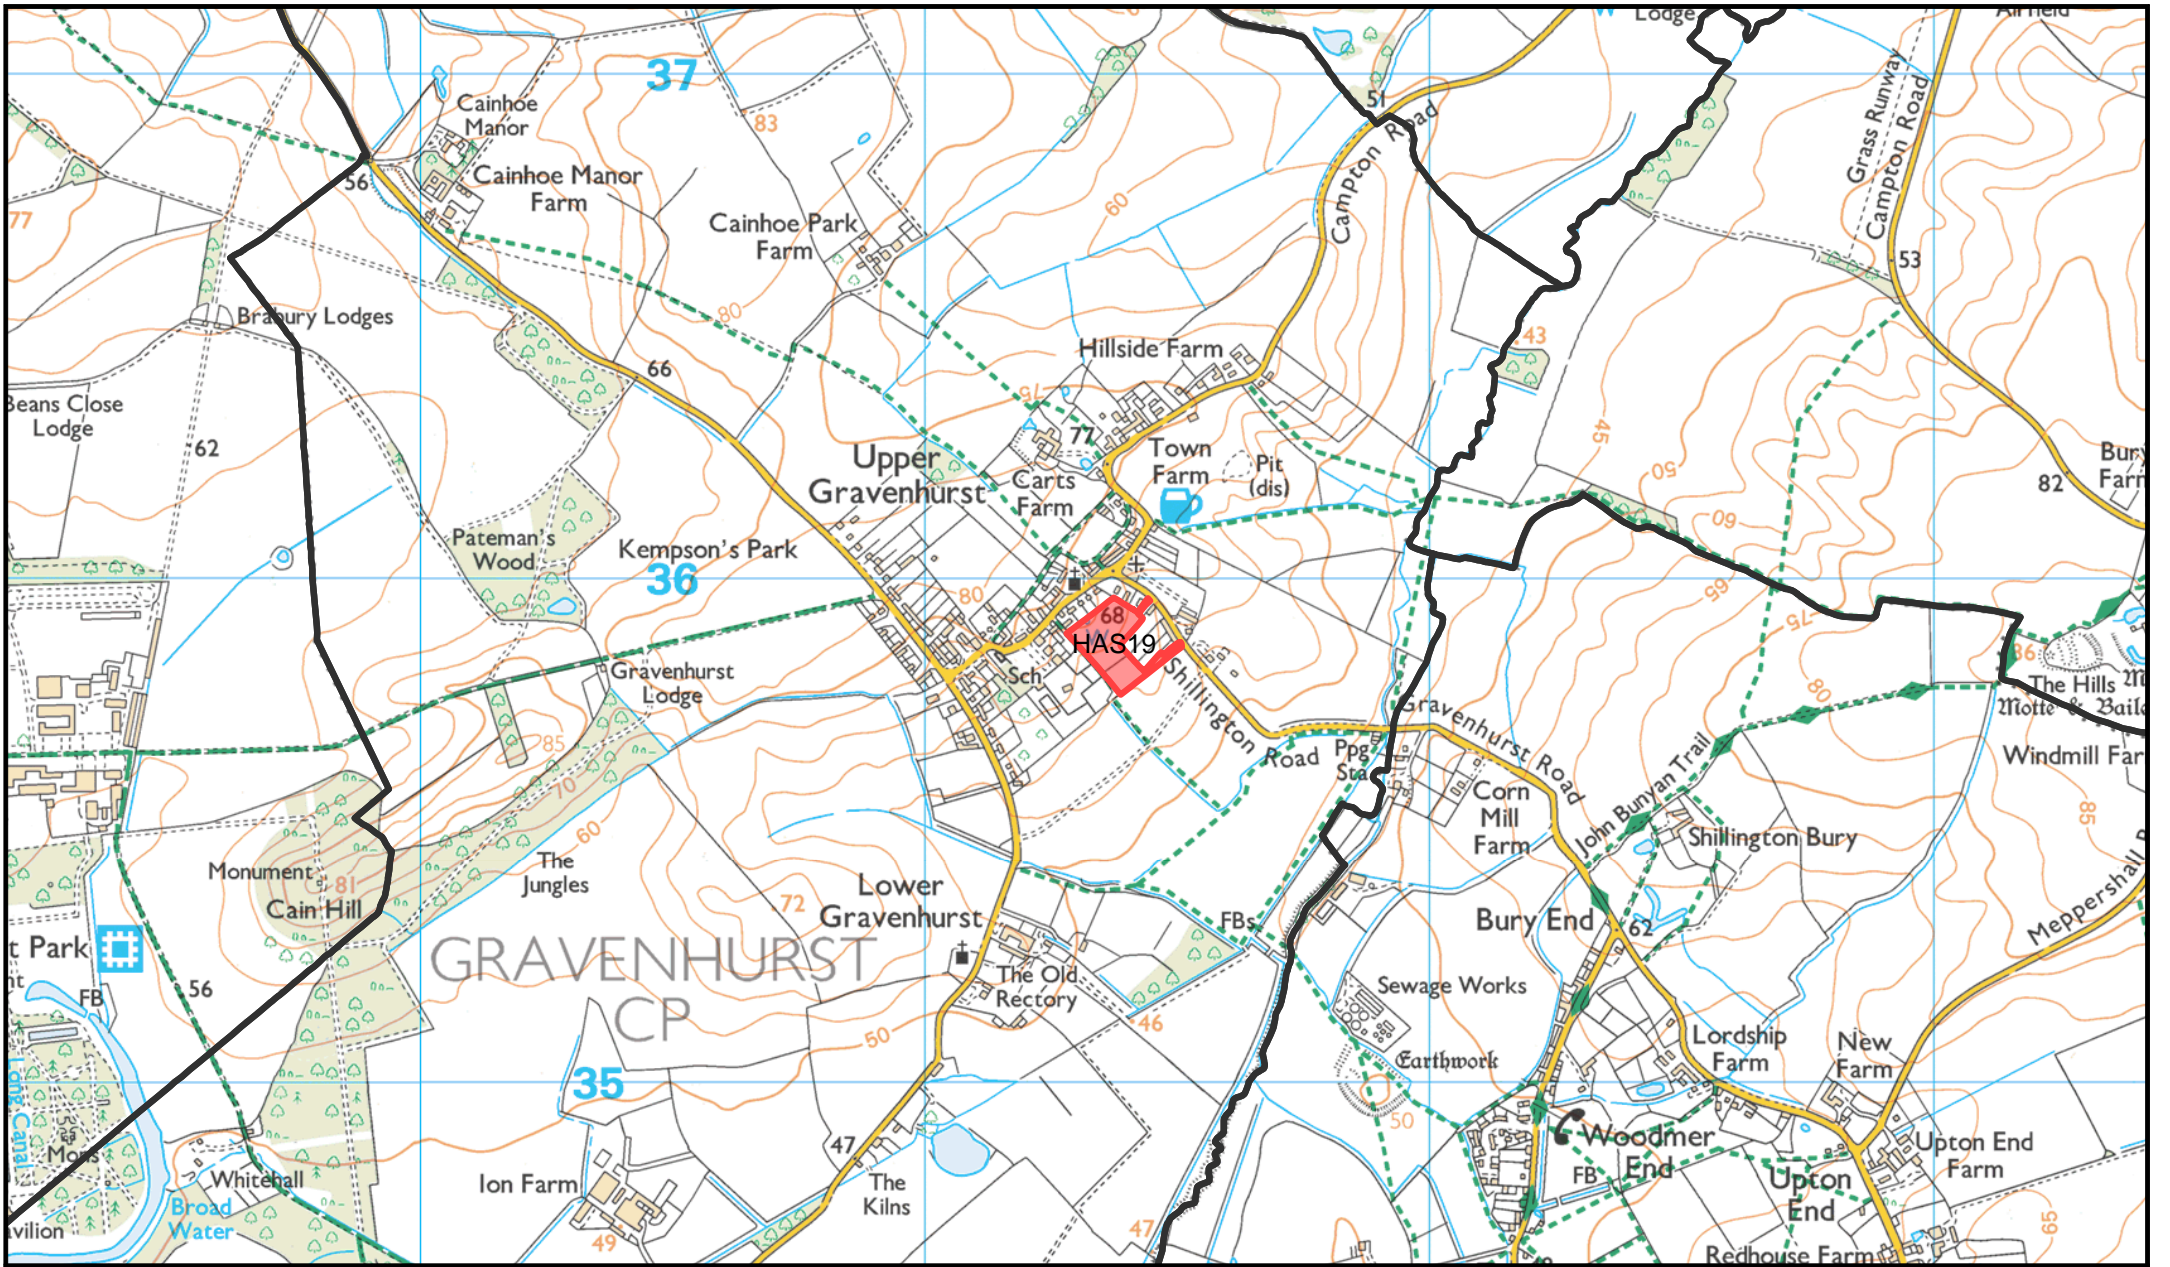 Lodge
37
51
Campton Road
Grass Runway
Campton Road
Cainhoe
Manor
83
56
Cainhoe Manor
Farm
77
60
Cainhoe Park
Farm
53
80
Brabury Lodges
43
Hillside Farm
66
75
Beans Close
Lodge
62
77
Town
Farm
45
Upper
Gravenhurst
Carts
Farm
Pit
(dis)
50
82
60
Pateman's
Wood
Kempson's Park
36
80
65
75
68
HAS19
86
Sch
Gravenhurst
Lodge
Shillington
Road
Gravenhurst Road
The Hills
80
Motte &
Ppg
Sta
85
70
60
John Bunyan Trail
Corn
Mill
Farm
85
Shillington Bury
Monument
81
Cain Hill
The
Jungles
72
Lower
Gravenhurst
FBs
Bury End
62
Meppershall
t Park
GRAVENHURST
CP
The Old
Rectory
Sewage Works
56
FB
46
50
Earthwork
Lordship
Farm
New
Farm
35
Long Canal
50
47
Woodmer
End
Upton End
Farm
Mons
Whitehall
Ion Farm
The
Kilns
FB
Upton
End
Broad
Water
49
47
65
Redhouse Farm